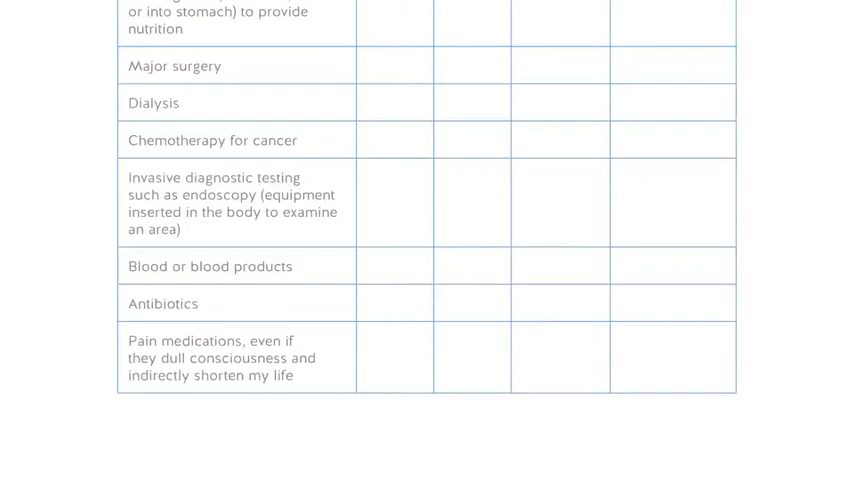 or into stomach) to provide
nutrition
Major surgery
Dialysis
Chemotherapy for cancer
Invasive diagnostic testing
such as endoscopy (equipment
inserted in the body to examine
an area)
Blood or blood products
Antibiotics
Pain medications, even if
they dull consciousness and
indirectly shorten my life